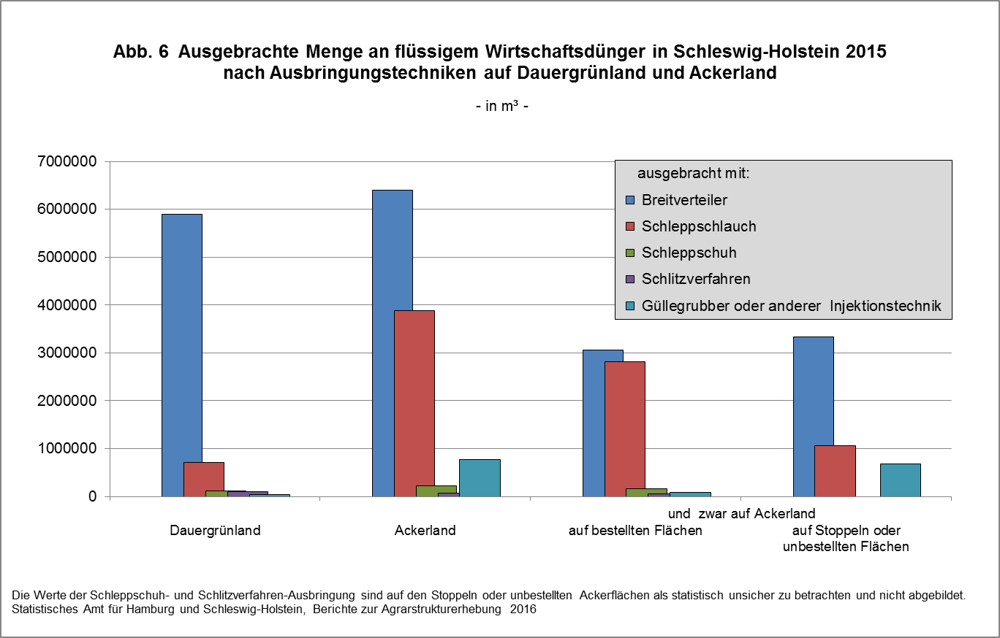 Abb. 6 Ausgebrachte Menge an flüssigem Wirtschaftsdünger in Schleswig-Holstein 2015
nach Ausbringungstechniken auf Dauergrünland und Ackerland
- in m³ -
7000000
6000000
5000000
4000000
3000000
2000000
1000000
0
ausgebracht mit:
Breitverteiler
Schleppschlauch
Schleppschuh
Schlitzverfahren
Güllegrubber oder anderer Injektionstechnik
und zwar auf Ackerland
Dauergrünland Ackerland auf bestellten Flächen auf Stoppeln oder
unbestellten Flächen
Die Werte der Schleppschuh- und Schlitzverfahren-Ausbringung sind auf den Stoppeln oder unbestellten Ackerflächen als statistisch unsicher zu betrachten und nicht abgebildet.
Statistisches Amt für Hamburg und Schleswig-Holstein, Berichte zur Agrarstrukturerhebung 2016